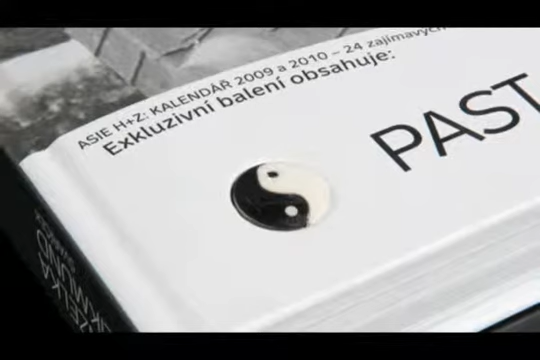 ASIE H+Z: KALENDÁŘ 2009 a 2010 – 24 zajímavých
Exkluzivní balení obsahuje:
PAST